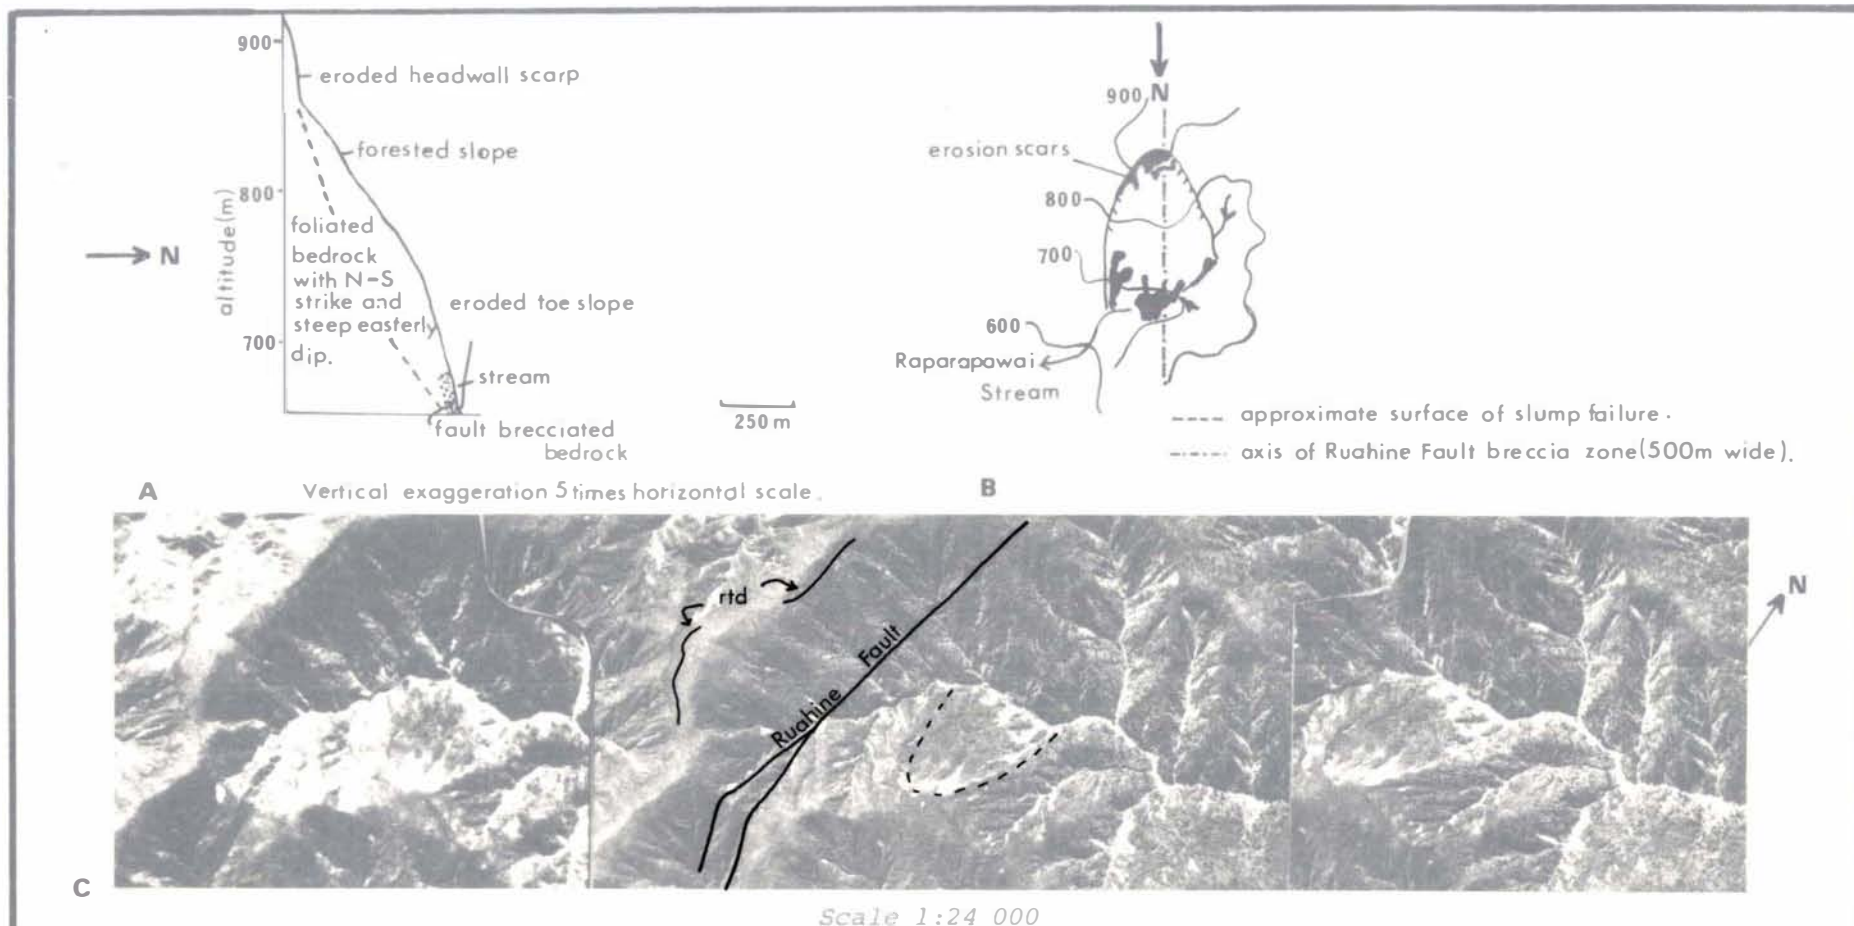 900
eroded headwall scarp
forested slope
altitude(m)
800
foliated
bedrock
with N-S
strike and
steep easterly
dip.
N
eroded toe slope
700
stream
fault brecciated
bedrock
250 m
A
Vertical exaggeration 5 times horizontal scale.
900
N
erosion scars
800
700
600
Raparapawai
Stream
approximate surface of slump failure.
axis of Ruahine Fault breccia zone(500m wide).
B
rtd
Ruahine Fault
N
C
Scale 1:24 000